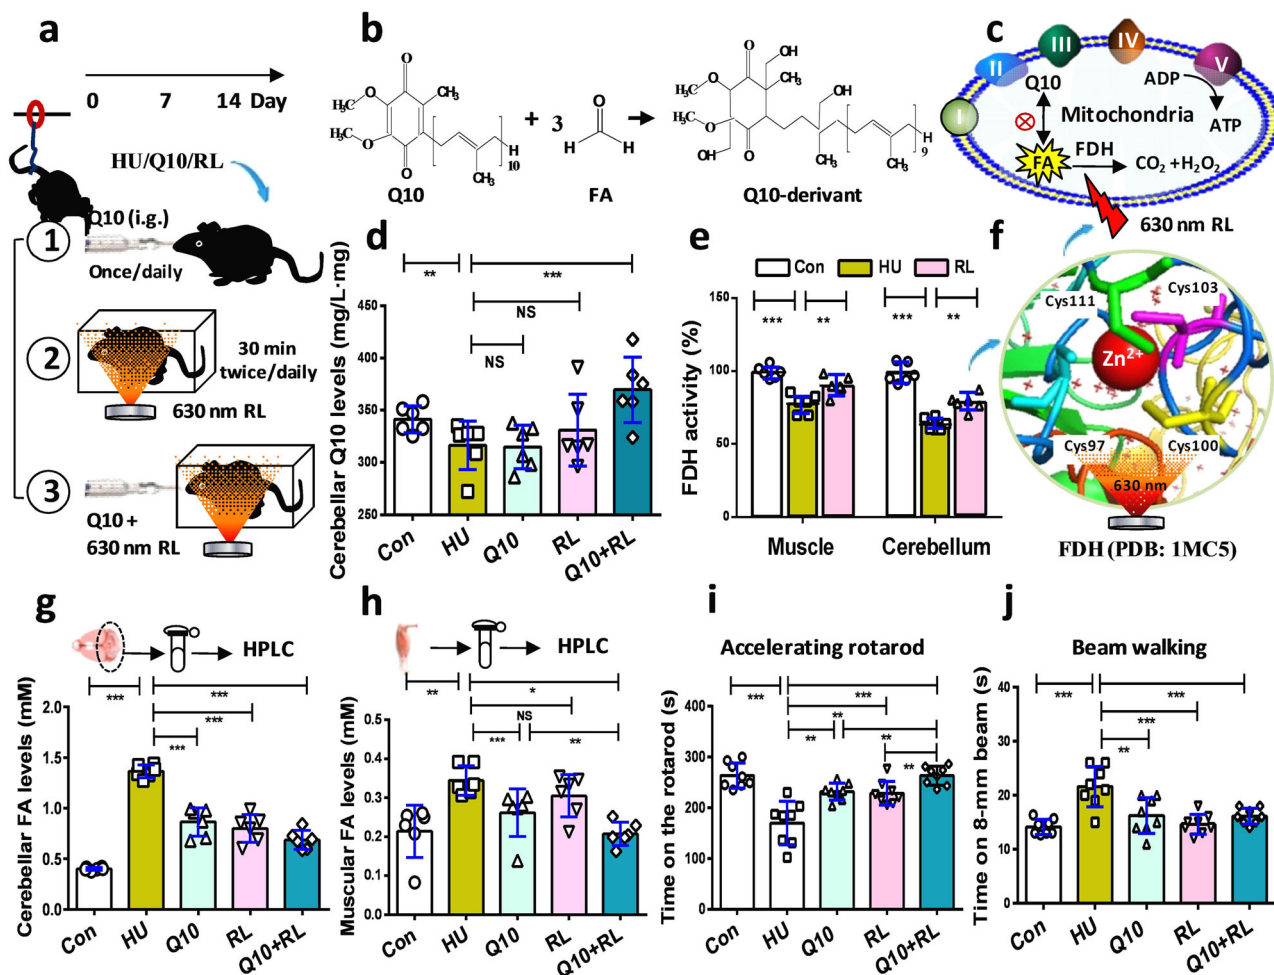 a
0 7 14 Day
HU/Q10/RL
1
Q10 (i.g.)
Once/daily
2
30 min
twice/daily
630 nm RL
3
Q10 +
630 nm RL
b
O
H₃CO
CH₃
H₃CO
O
CH₃
10
H
Q10
+ 3
O
H H
FA
OH
O
H₃CO
CH₃
OH
H₃CO
O
OH
CH₃
CH₃
9
H
Q10-derivant
c
I
II
III
IV
V
Q10
ADP
ATP
Mitochondria
FA
FDH
CO₂ +H₂O₂
630 nm RL
d
Cerebellar Q10 levels (mg/L·mg)
**
***
NS
NS
450
400
350
300
250
Con HU Q10 RL Q10+RL
e
Con HU RL
FDH activity (%)
*** ** *** **
150
100
50
0
Muscle Cerebellum
f
Cys111
Cys103
Zn²⁺
Cys97
Cys100
630 nm
FDH (PDB: 1MC5)
g
HPLC
Cerebellar FA levels (mM)
***
***
***
***
2.0
1.5
1.0
0.5
0.0
Con HU Q10 RL Q10+RL
h
HPLC
Muscular FA levels (mM)
**
*
NS
*** **
0.5
0.4
0.3
0.2
0.1
0.0
Con HU Q10 RL Q10+RL
i
Accelerating rotarod
Time on the rotarod (s)
***
***
**
** **
**
400
300
200
100
0
Con HU Q10 RL Q10+RL
j
Beam walking
Time on 8-mm beam (s)
***
***
**
40
30
20
10
0
Con HU Q10 RL Q10+RL